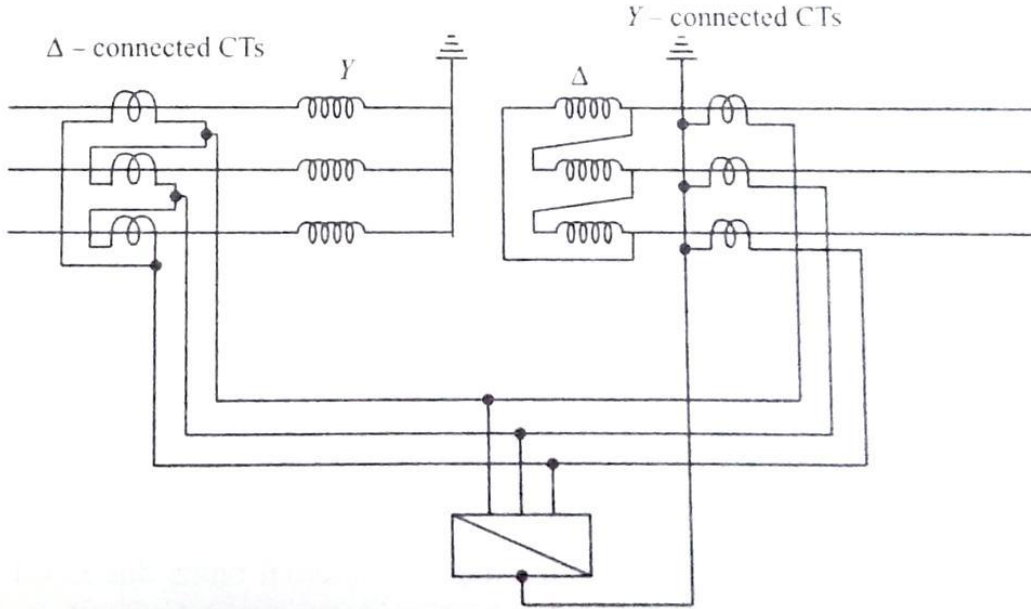 Y – connected CTs
Δ – connected CTs
Y
Δ